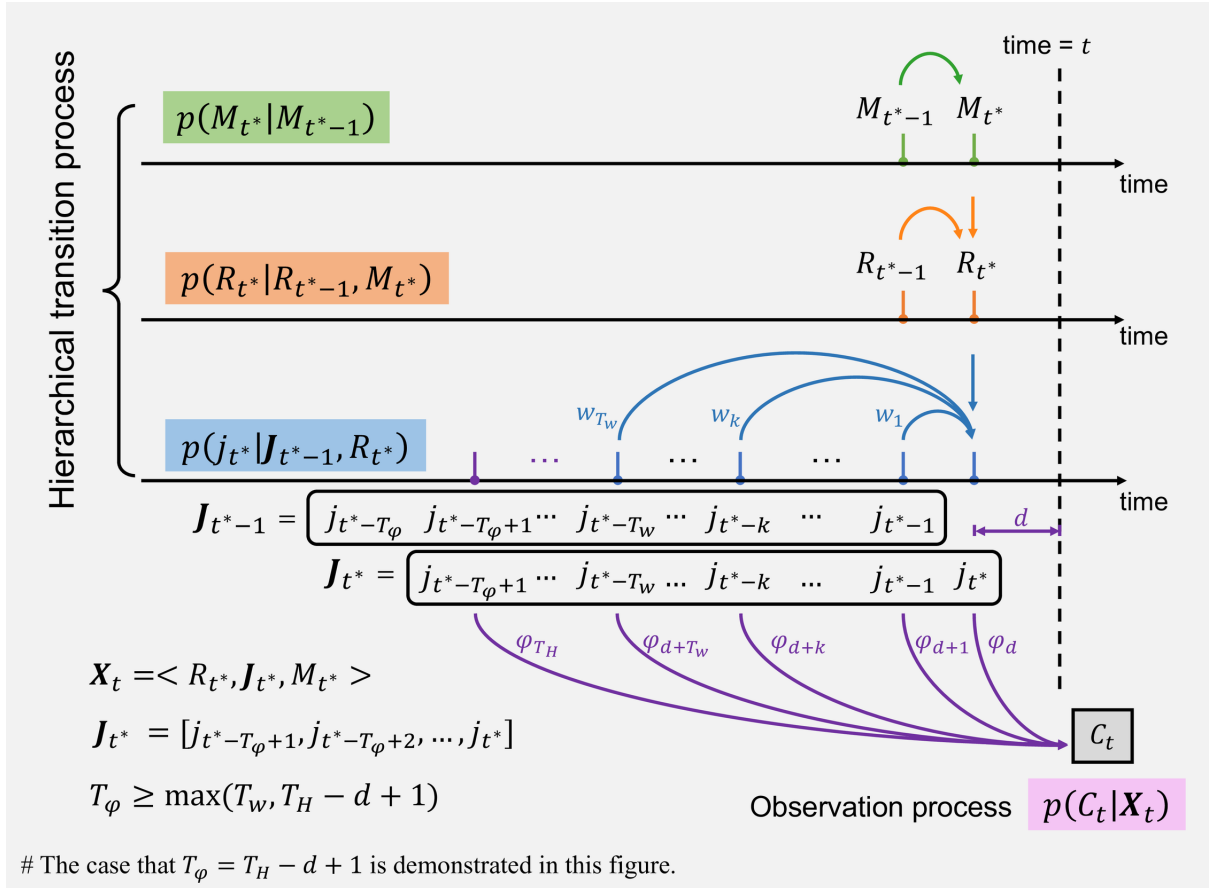 Hierarchical transition process
time = t
p(M_{t*}|M_{t*−1})
M_{t*−1} M_{t*}
time
p(R_{t*}|R_{t*−1}, M_{t*})
R_{t*−1} R_{t*}
time
p(j_{t*}|J_{t*−1}, R_{t*})
w_{T_w} w_k w_1
... ... ...
time
J_{t*−1} = j_{t*−T_φ} j_{t*−T_φ+1} ... j_{t*−T_w} ... j_{t*−k} ... j_{t*−1}
d
J_{t*} = j_{t*−T_φ+1} ... j_{t*−T_w} ... j_{t*−k} ... j_{t*−1} j_{t*}
φ_{T_H} φ_{d+T_w} φ_{d+k} φ_{d+1} φ_d
X_t =< R_{t*}, J_{t*}, M_{t*} >
J_{t*} = [j_{t*−T_φ+1}, j_{t*−T_φ+2}, ..., j_{t*}]
C_t
T_φ ≥ max(T_w, T_H − d + 1)
Observation process p(C_t|X_t)
# The case that T_φ = T_H − d + 1 is demonstrated in this figure.